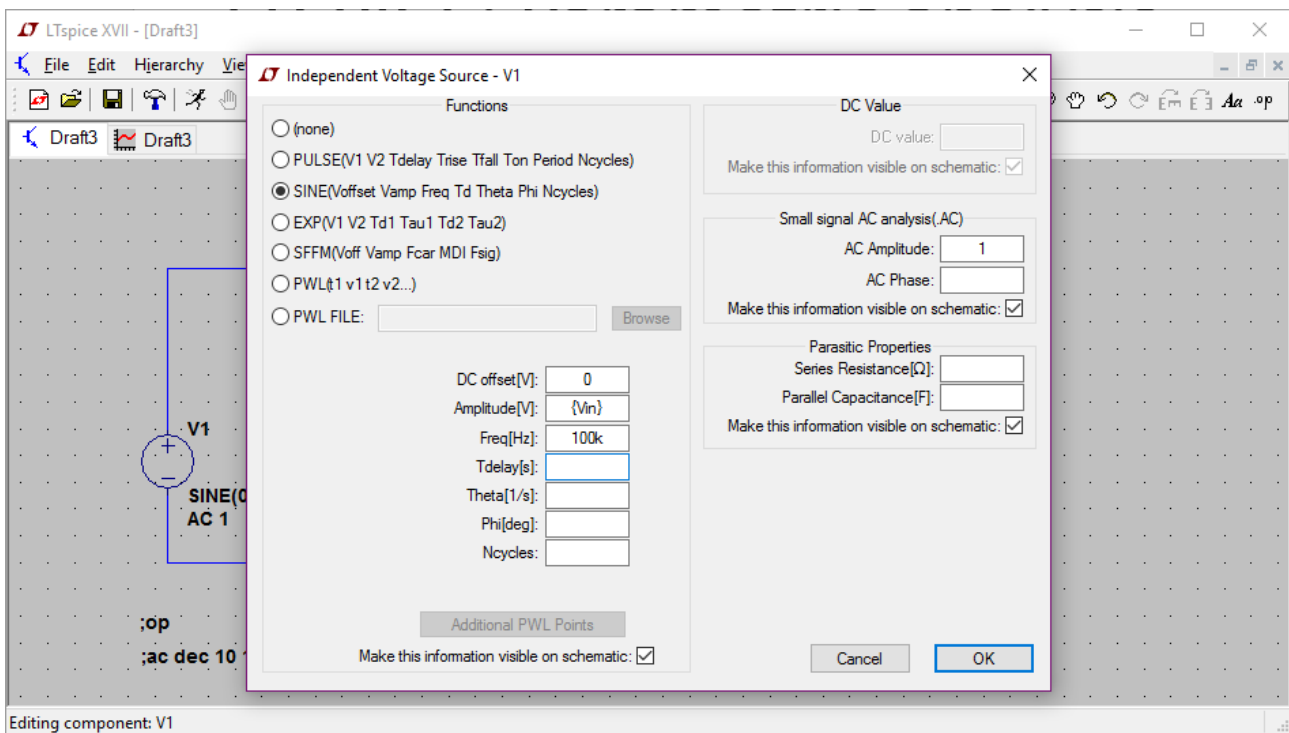 LTspice XVII - [Draft3]
File Edit Hierarchy Vie
Aa .op
Draft3 Draft3
V1
SINE(0
AC 1
;op
;ac dec 10
Editing component: V1
Independent Voltage Source - V1
Functions
(none)
PULSE(V1 V2 Tdelay Trise Tfall Ton Period Ncycles)
SINE(Voffset Vamp Freq Td Theta Phi Ncycles)
EXP(V1 V2 Td1 Tau1 Td2 Tau2)
SFFM(Voff Vamp Fcar MDI Fsig)
PWL(t1 v1 t2 v2...)
PWL FILE: Browse
DC offset[V]: 0
Amplitude[V]: {Vin}
Freq[Hz]: 100k
Tdelay[s]:
Theta[1/s]:
Phi[deg]:
Ncycles:
Additional PWL Points
Make this information visible on schematic:
DC Value
DC value:
Make this information visible on schematic:
Small signal AC analysis(.AC)
AC Amplitude: 1
AC Phase:
Make this information visible on schematic:
Parasitic Properties
Series Resistance[Ω]:
Parallel Capacitance[F]:
Make this information visible on schematic:
Cancel OK